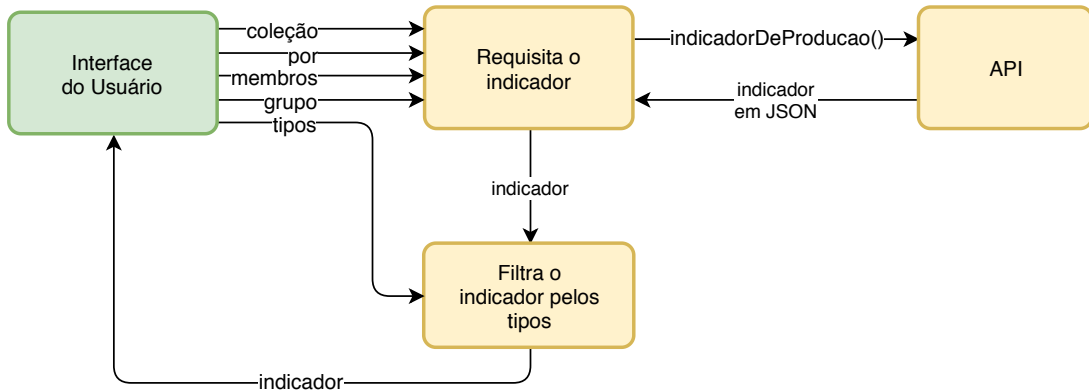 Interface
do Usuário
coleção
por
membros
grupo
tipos
Requisita o
indicador
indicadorDeProducao()
indicador
em JSON
API
indicador
Filtra o
indicador pelos
tipos
indicador